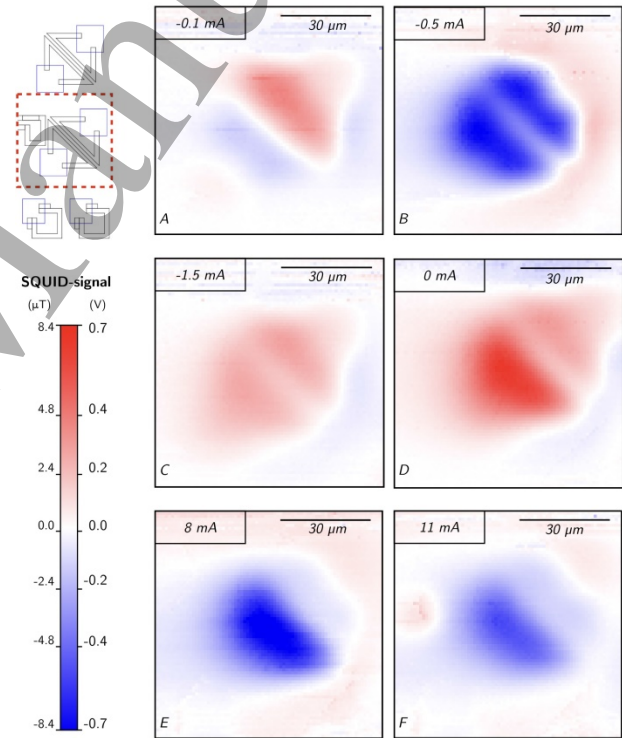 -0.1 mA
30 µm
A
-0.5 mA
30 µm
B
SQUID-signal
(µT)
(V)
8.4
0.7
4.8
0.4
2.4
0.2
0.0
0.0
-2.4
-0.2
-4.8
-0.4
-8.4
-0.7
-1.5 mA
30 µm
C
0 mA
30 µm
D
8 mA
30 µm
E
11 mA
30 µm
F